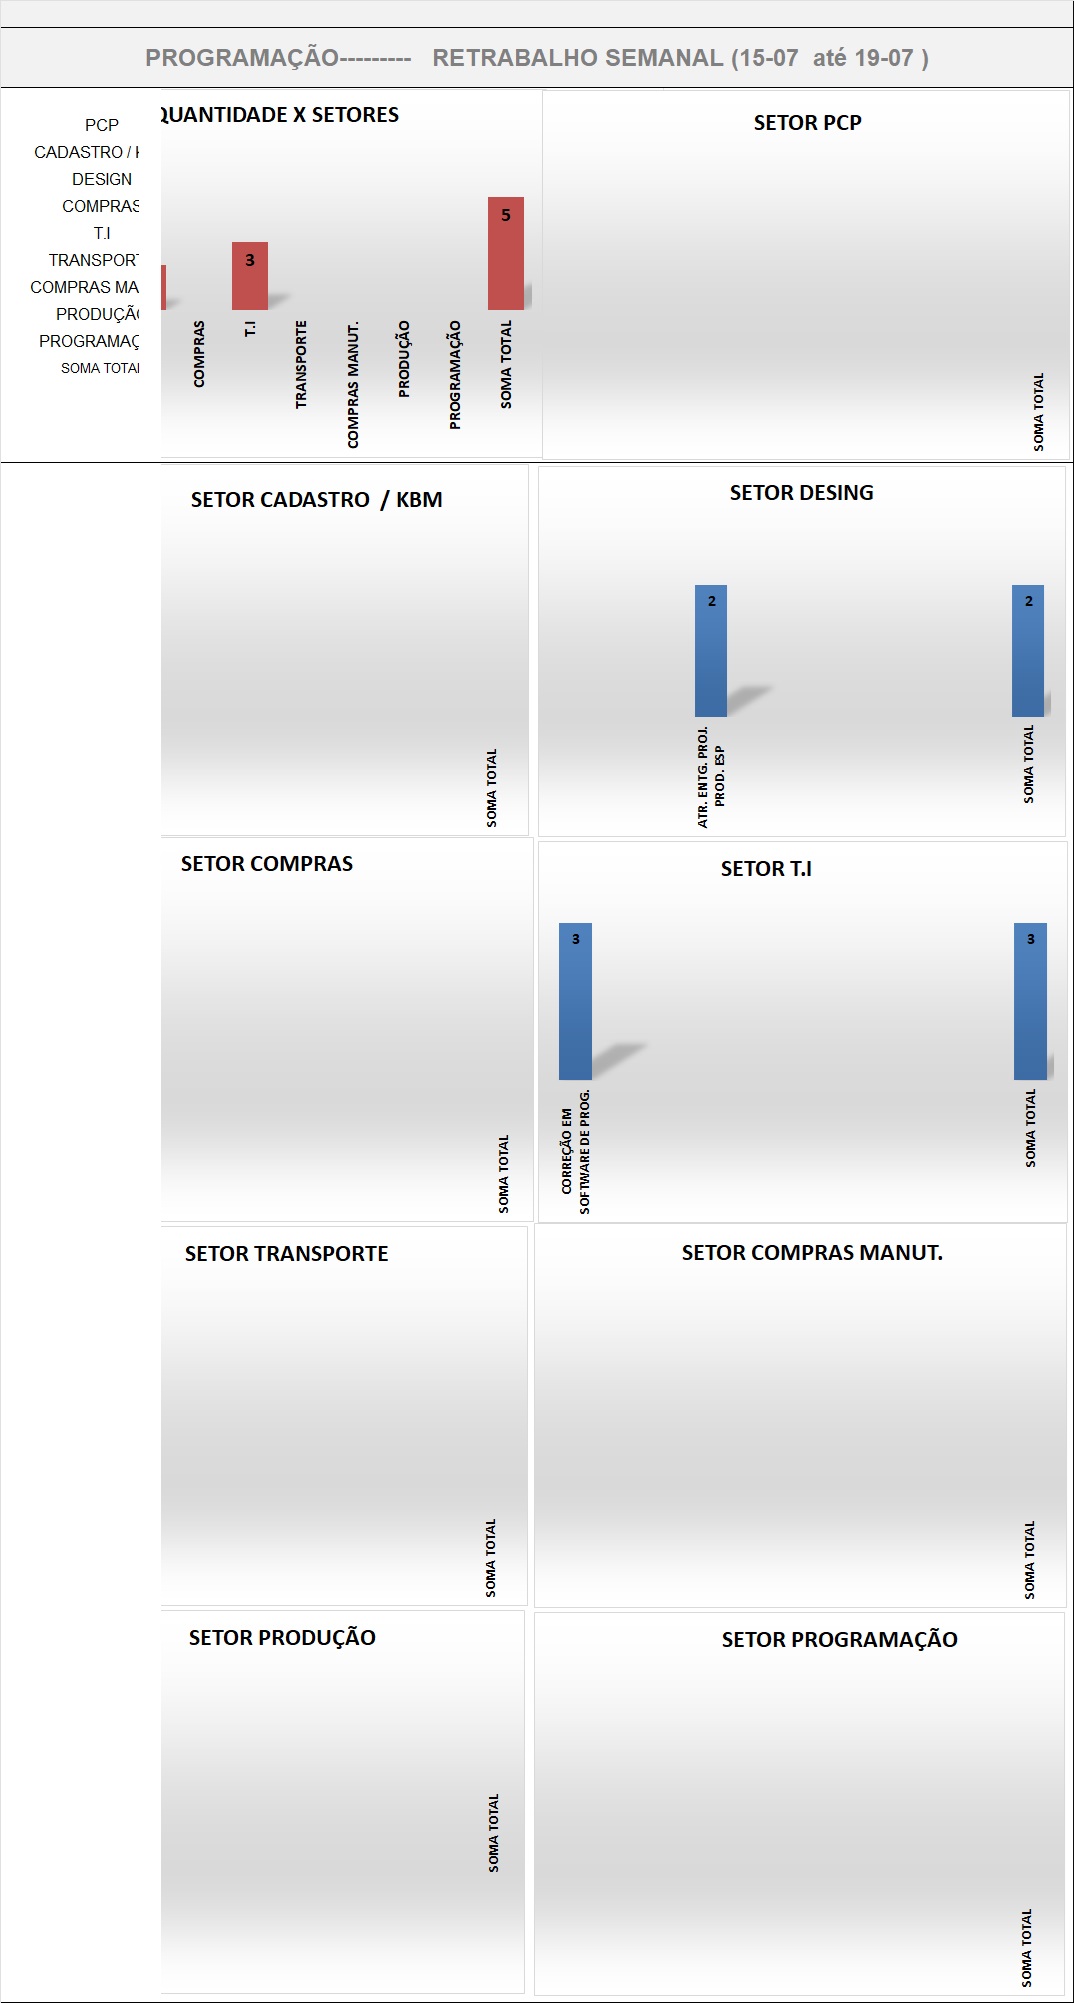 PROGRAMAÇÃO--------- RETRABALHO SEMANAL (15-07 até 19-07 )
PCP
CADASTRO /
DESIGN
COMPRAS
T.I
TRANSPORT
COMPRAS MA
PRODUÇÃ
PROGRAMAÇ
SOMA TOTAL
QUANTIDADE X SETORES
3
5
COMPRAS
T.I
TRANSPORTE
COMPRAS MANUT.
PRODUÇÃO
PROGRAMAÇÃO
SOMA TOTAL
SETOR PCP
SOMA TOTAL
SETOR CADASTRO / KBM
SOMA TOTAL
SETOR DESING
2
2
ATR. ENTG. PROJ.
PROD. ESP
SOMA TOTAL
SETOR COMPRAS
SOMA TOTAL
SETOR T.I
3
3
CORREÇÃO EM
SOFTWARE DE PROG.
SOMA TOTAL
SETOR TRANSPORTE
SOMA TOTAL
SETOR COMPRAS MANUT.
SOMA TOTAL
SETOR PRODUÇÃO
SOMA TOTAL
SETOR PROGRAMAÇÃO
SOMA TOTAL